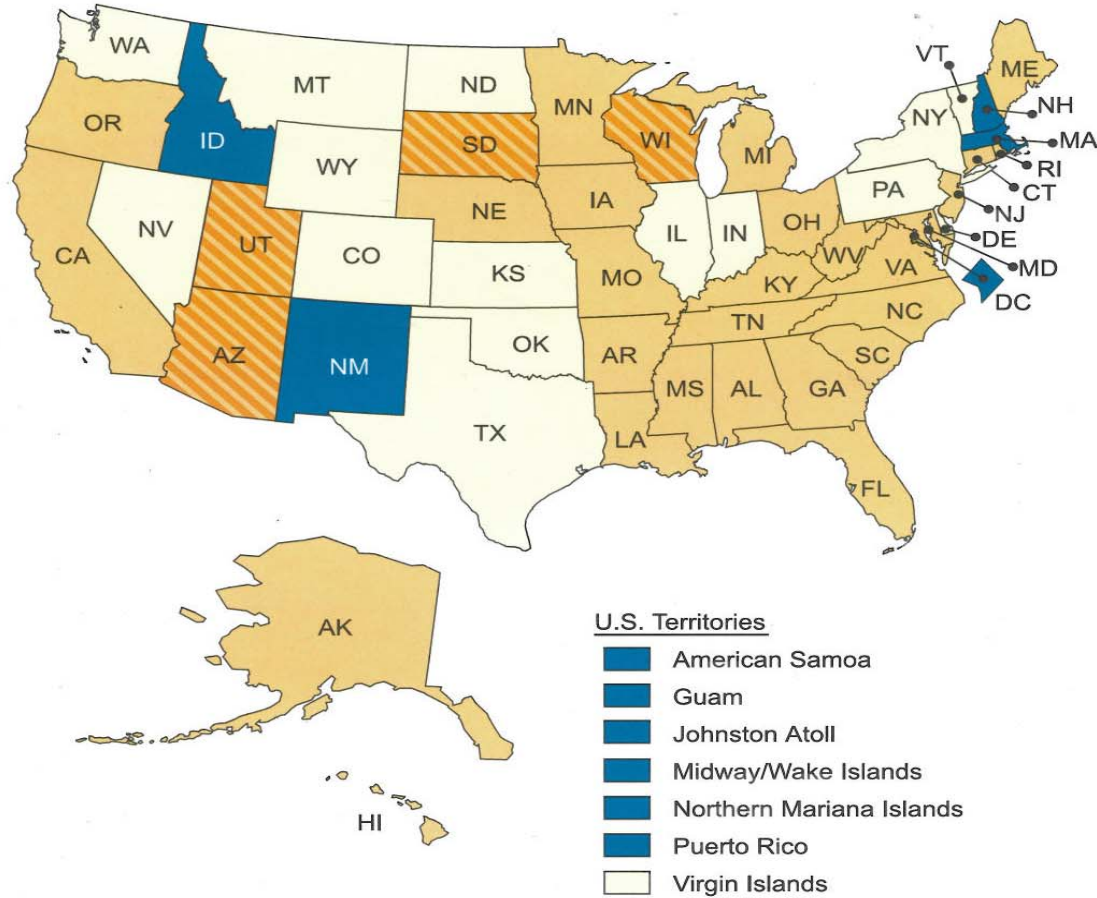 WA
MT
ND
MN
OR
ID
SD
WI
MI
WY
NE
IA
NV
UT
CO
CA
KS
IL
IN
OH
PA
NY
VT
ME
NH
MA
RI
CT
NJ
DE
MD
DC
WV
VA
KY
MO
NC
TN
SC
AZ
NM
OK
AR
MS
AL
GA
TX
LA
FL
AK
HI
U.S. Territories
American Samoa
Guam
Johnston Atoll
Midway/Wake Islands
Northern Mariana Islands
Puerto Rico
Virgin Islands